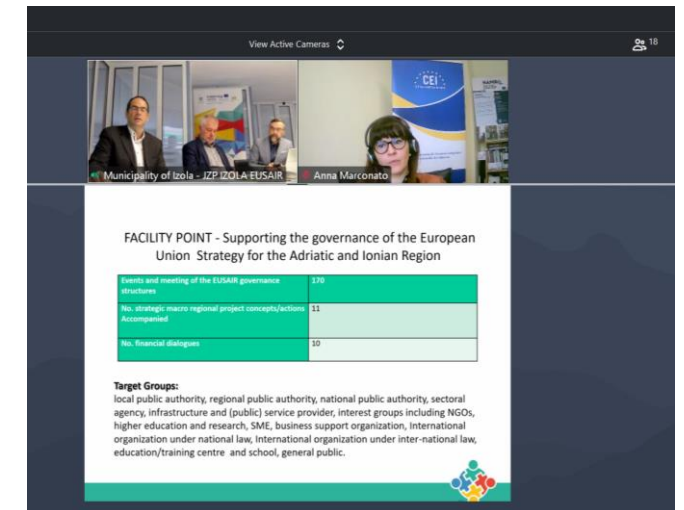 View Active Cameras
18
CEI
Municipality of Izola - JZP IZOLA EUSAIR
Anna Marconato
FACILITY POINT - Supporting the governance of the European
Union Strategy for the Adriatic and Ionian Region
Events and meeting of the EUSAIR governance
structures
170
No. strategic macro regional project concepts/actions
Accompanied
11
No. financial dialogues
10
Target Groups:
local public authority, regional public authority, national public authority, sectoral
agency, infrastructure and (public) service provider, interest groups including NGOs,
higher education and research, SME, business support organization, International
organization under national law, International organization under inter-national law,
education/training centre and school, general public.